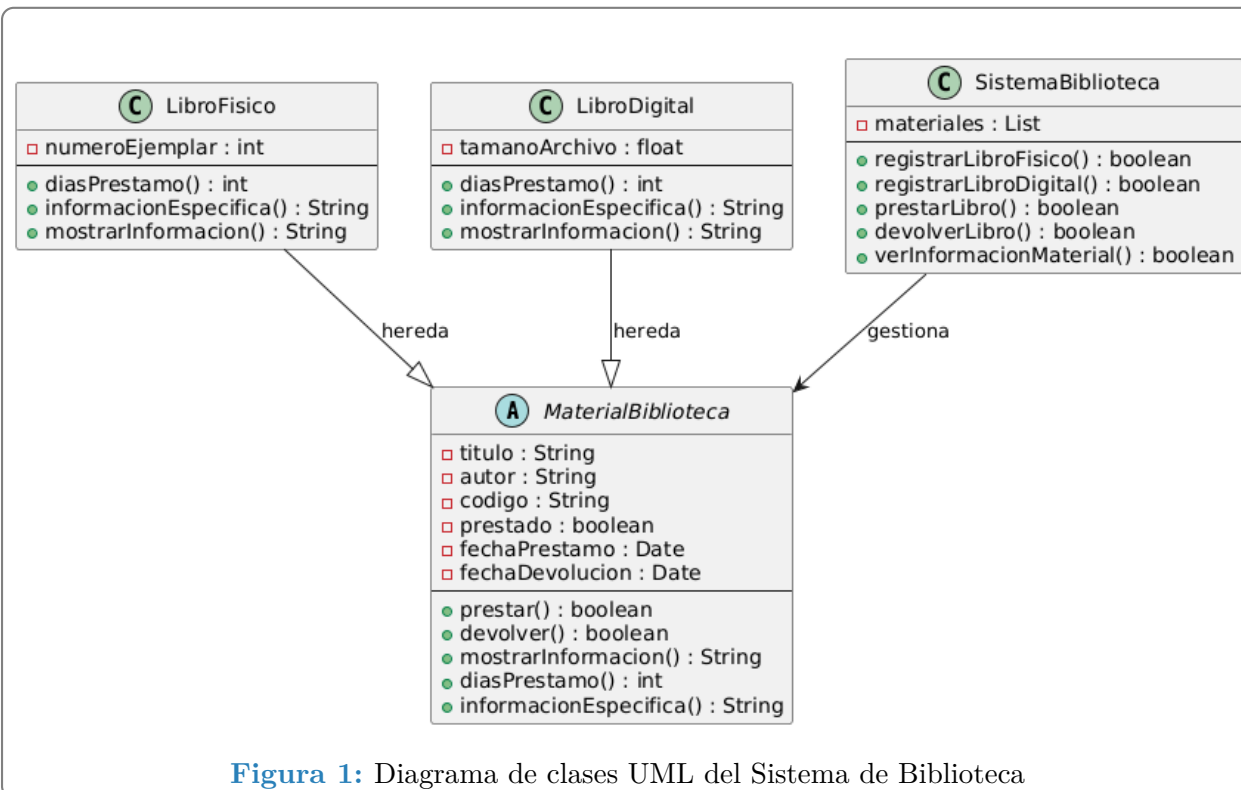 C LibroFisico
numeroEjemplar : int
diasPrestamo() : int
informacionEspecifica() : String
mostrarInformacion() : String
C LibroDigital
tamanoArchivo : float
diasPrestamo() : int
informacionEspecifica() : String
mostrarInformacion() : String
C SistemaBiblioteca
materiales : List
registrarLibroFisico() : boolean
registrarLibroDigital() : boolean
prestarLibro() : boolean
devolverLibro() : boolean
verInformacionMaterial() : boolean
hereda
hereda
gestiona
A MaterialBiblioteca
titulo : String
autor : String
codigo : String
prestado : boolean
fechaPrestamo : Date
fechaDevolucion : Date
prestar() : boolean
devolver() : boolean
mostrarInformacion() : String
diasPrestamo() : int
informacionEspecifica() : String
Figura 1: Diagrama de clases UML del Sistema de Biblioteca